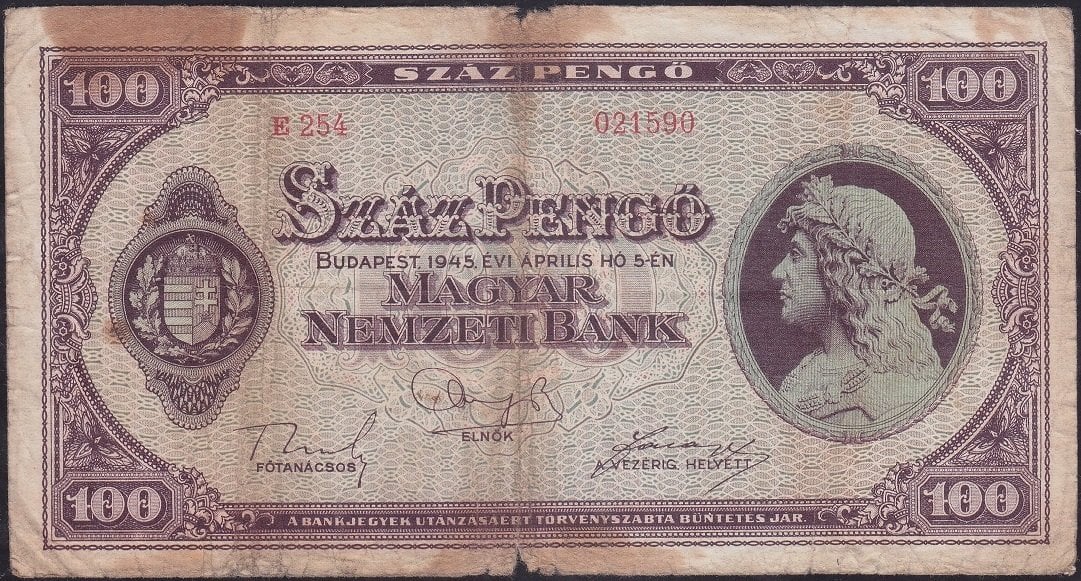 100 SZÁZ PENGŐ 100
E 254 021590
SZÁZ PENGŐ
BUDAPEST, 1945. ÉVI ÁPRILIS HÓ 5-ÉN
MAGYAR
NEMZETI BANK
ELNÖK
FŐTANÁCSOS
A VEZÉRIG. HELYETT
100 A BANKJEGYEK UTÁNZÁSÁÉRT TÖRVÉNYSZABTA BÜNTETÉS JÁR. 100